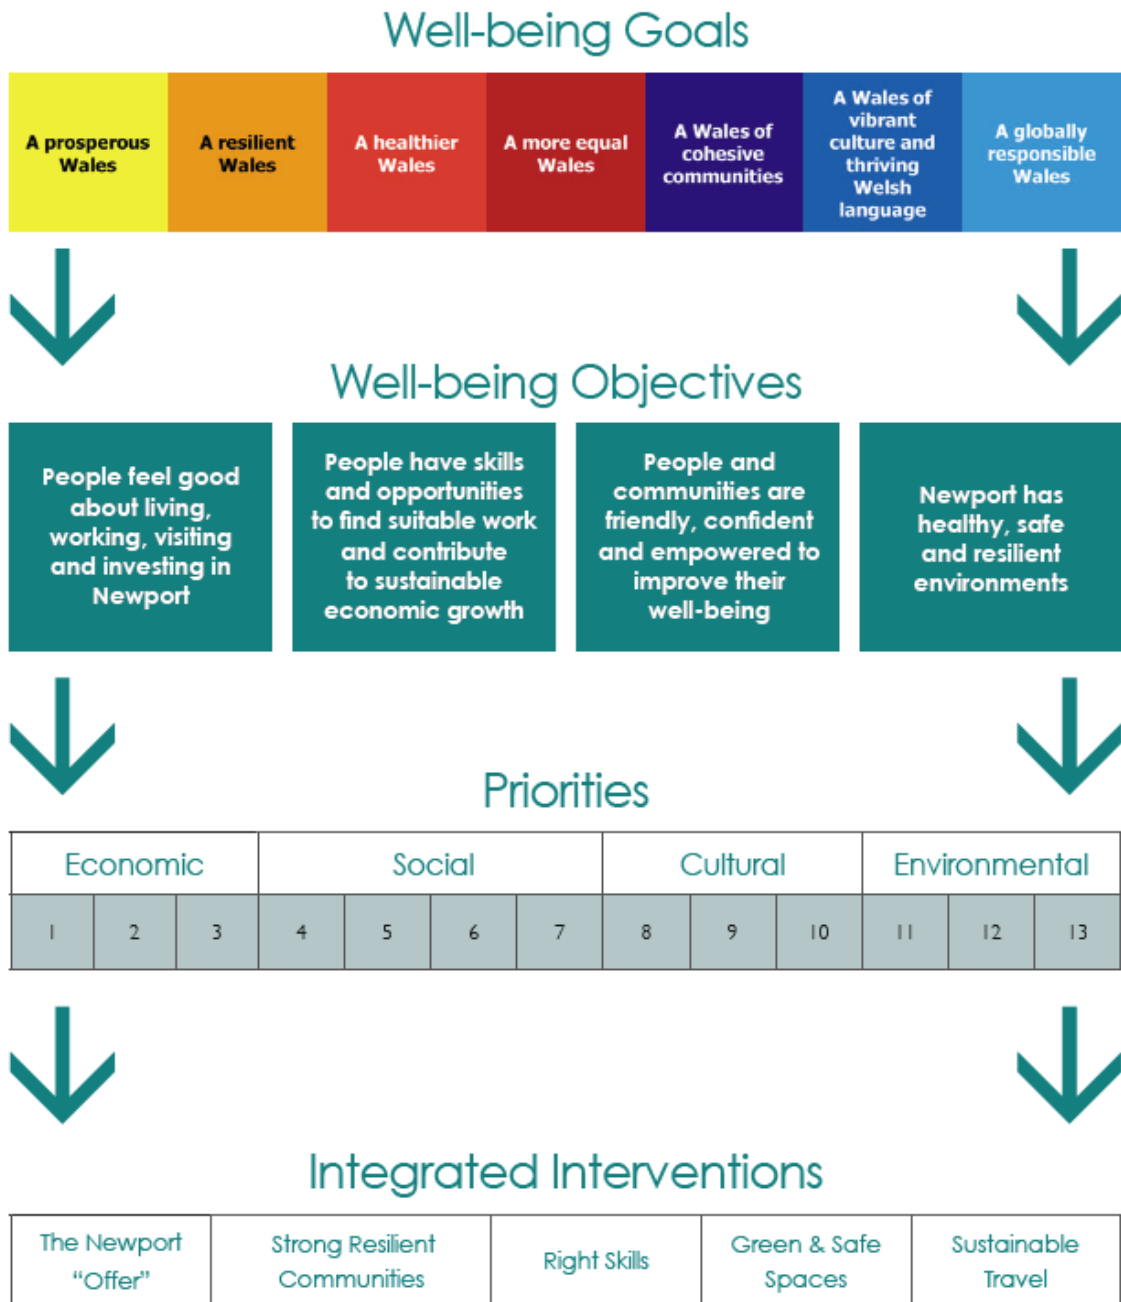 Well-being Goals
A prosperous
Wales
A resilient
Wales
A healthier
Wales
A more equal
Wales
A Wales of
cohesive
communities
A Wales of
vibrant
culture and
thriving
Welsh
language
A globally
responsible
Wales
Well-being Objectives
People feel good
about living,
working, visiting
and investing in
Newport
People have skills
and opportunities
to find suitable work
and contribute
to sustainable
economic growth
People and
communities are
friendly, confident
and empowered to
improve their
well-being
Newport has
healthy, safe
and resilient
environments
Priorities
Economic Social Cultural Environmental
1 2 3 4 5 6 7 8 9 10 11 12 13
Integrated Interventions
The Newport
“Offer”
Strong Resilient
Communities
Right Skills
Green & Safe
Spaces
Sustainable
Travel